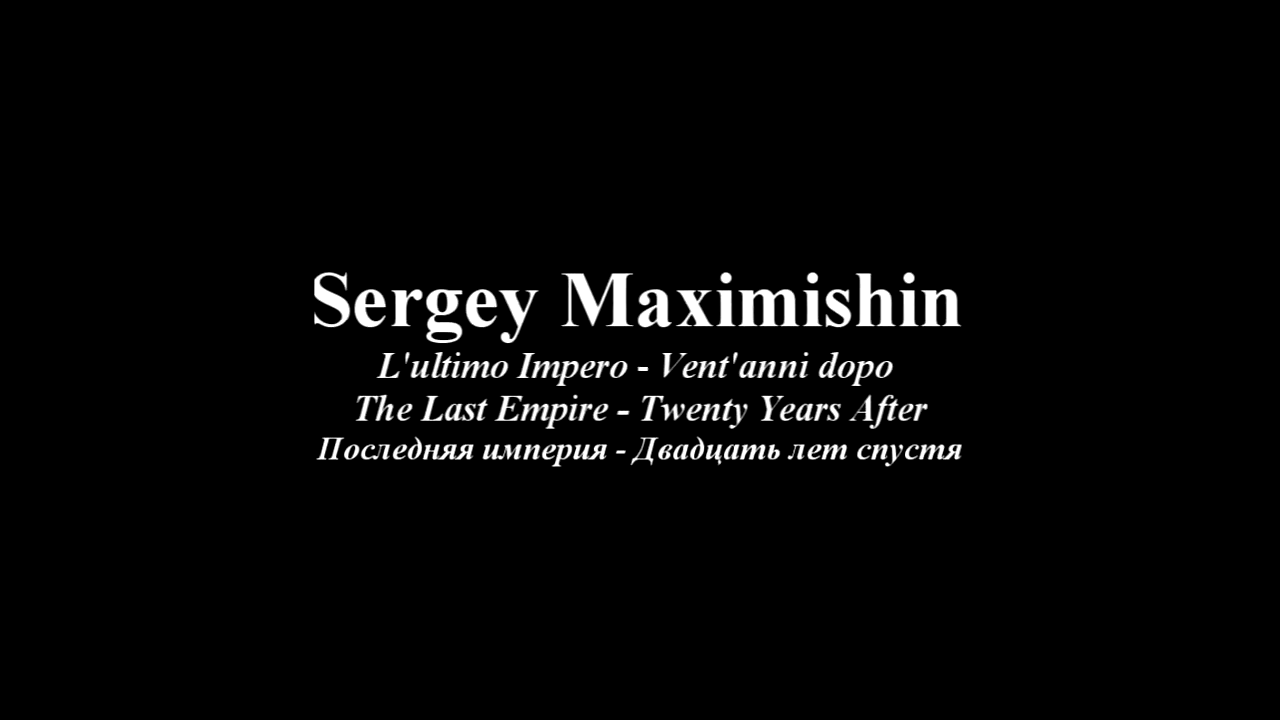 Sergey Maximishin
L'ultimo Impero - Vent'anni dopo
The Last Empire - Twenty Years After
Последняя империя - Двадцать лет спустя